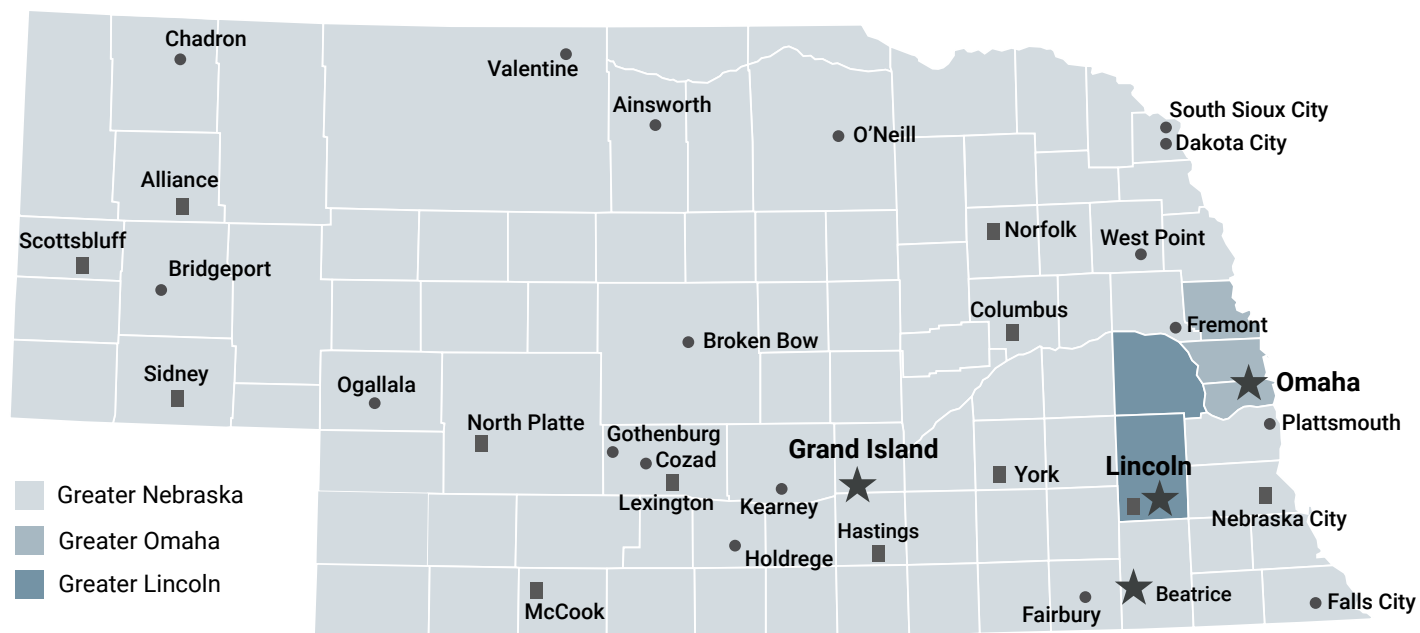 Chadron
Valentine
Ainsworth
O’Neill
South Sioux City
Dakota City
Alliance
Scottsbluff
Norfolk
West Point
Bridgeport
Columbus
Fremont
Broken Bow
Sidney
Ogallala
Omaha
North Platte
Gothenburg
Cozad
Plattsmouth
Grand Island
Lincoln
York
Lexington
Kearney
Nebraska City
Hastings
Holdrege
McCook
Fairbury
Beatrice
Falls City
Greater Nebraska
Greater Omaha
Greater Lincoln